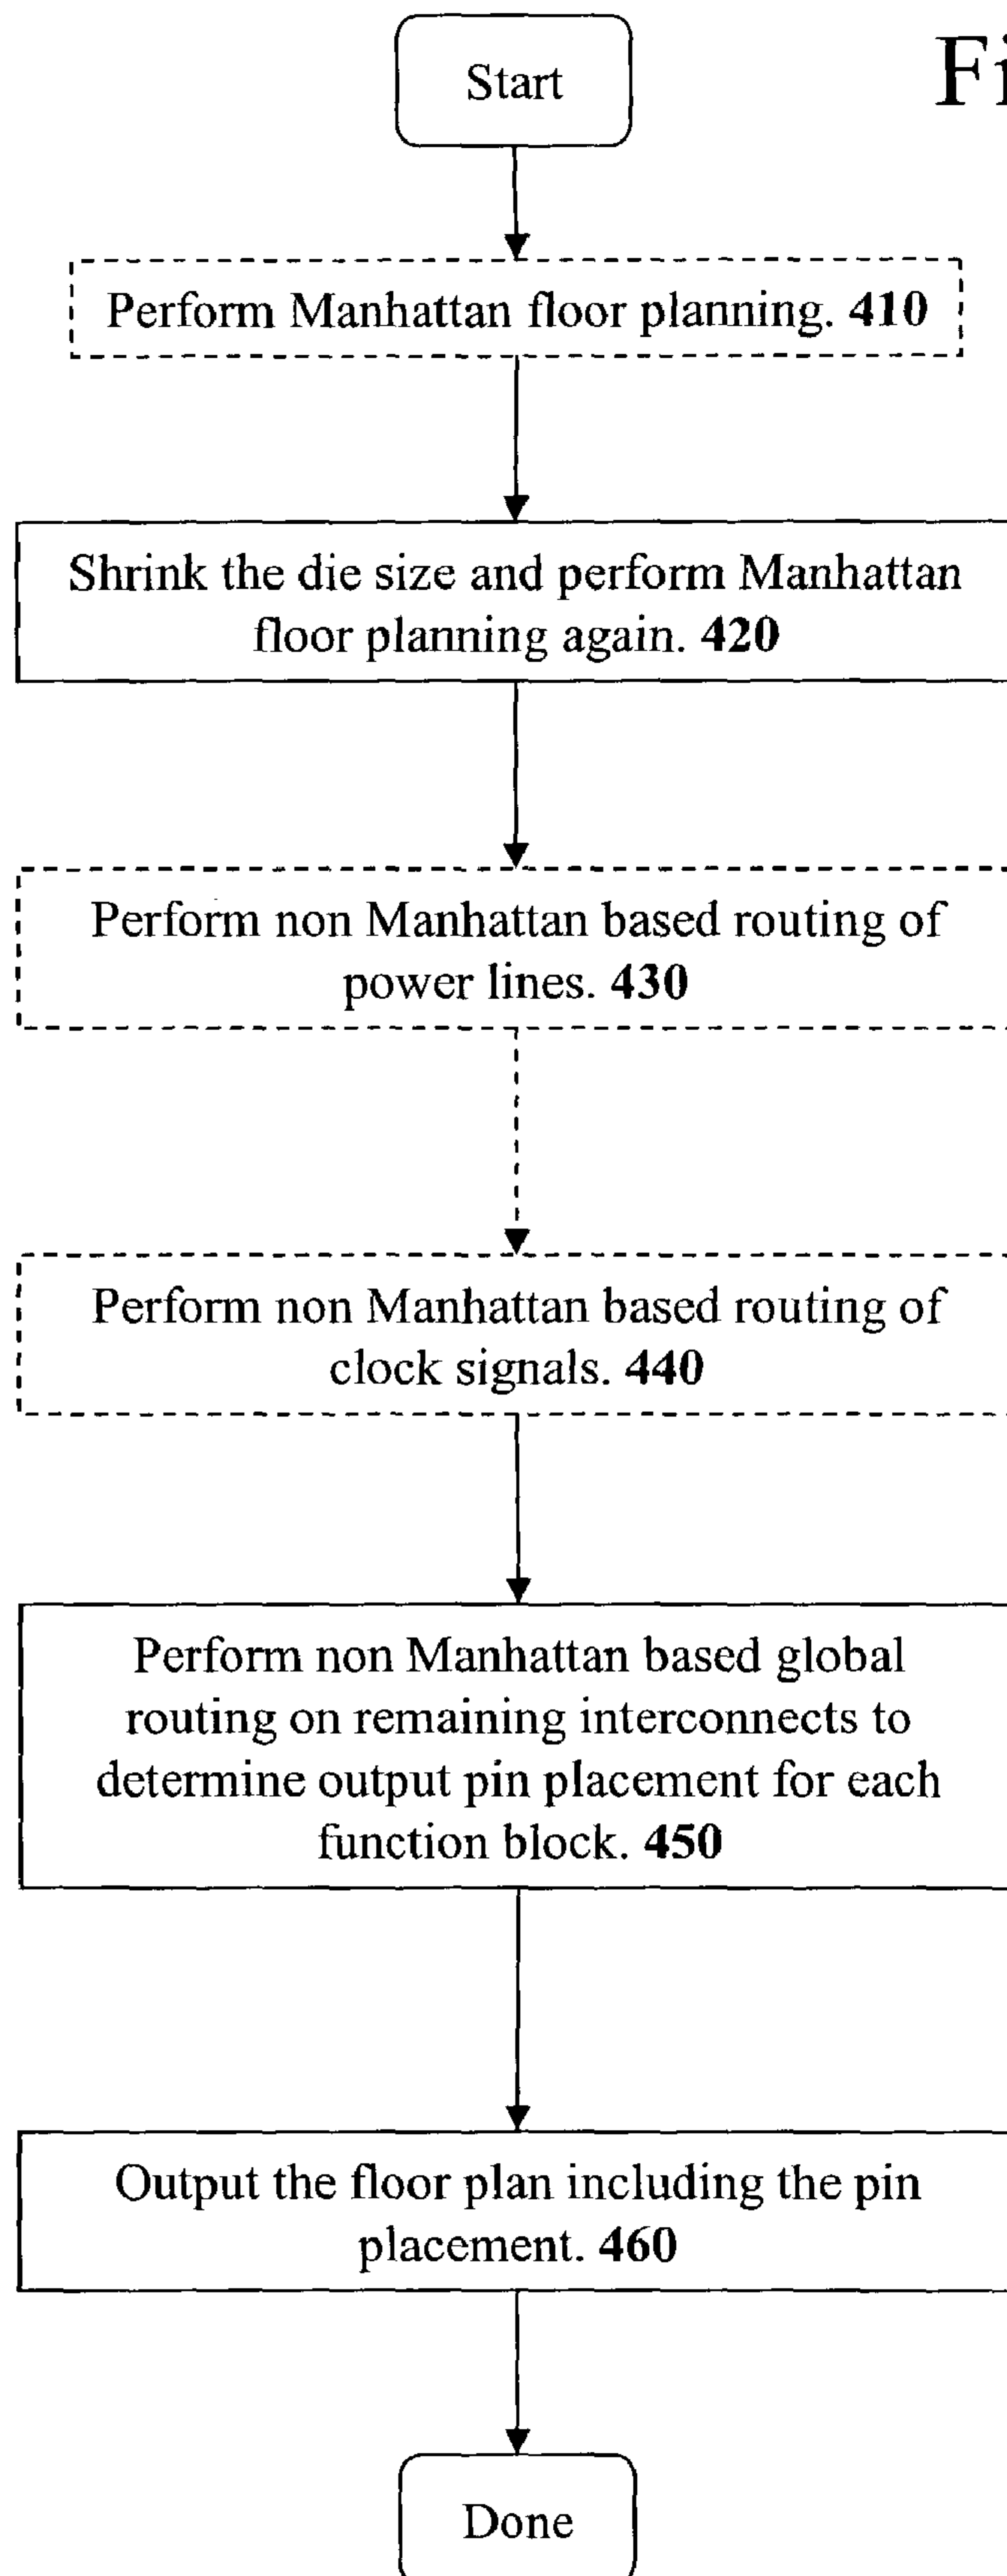 Start
Perform Manhattan floor planning. 410
Shrink the die size and perform Manhattan
floor planning again. 420
Perform non Manhattan based routing of
power lines. 430
Perform non Manhattan based routing of
clock signals. 440
Perform non Manhattan based global
routing on remaining interconnects to
determine output pin placement for each
function block. 450
Output the floor plan including the pin
placement. 460
Done